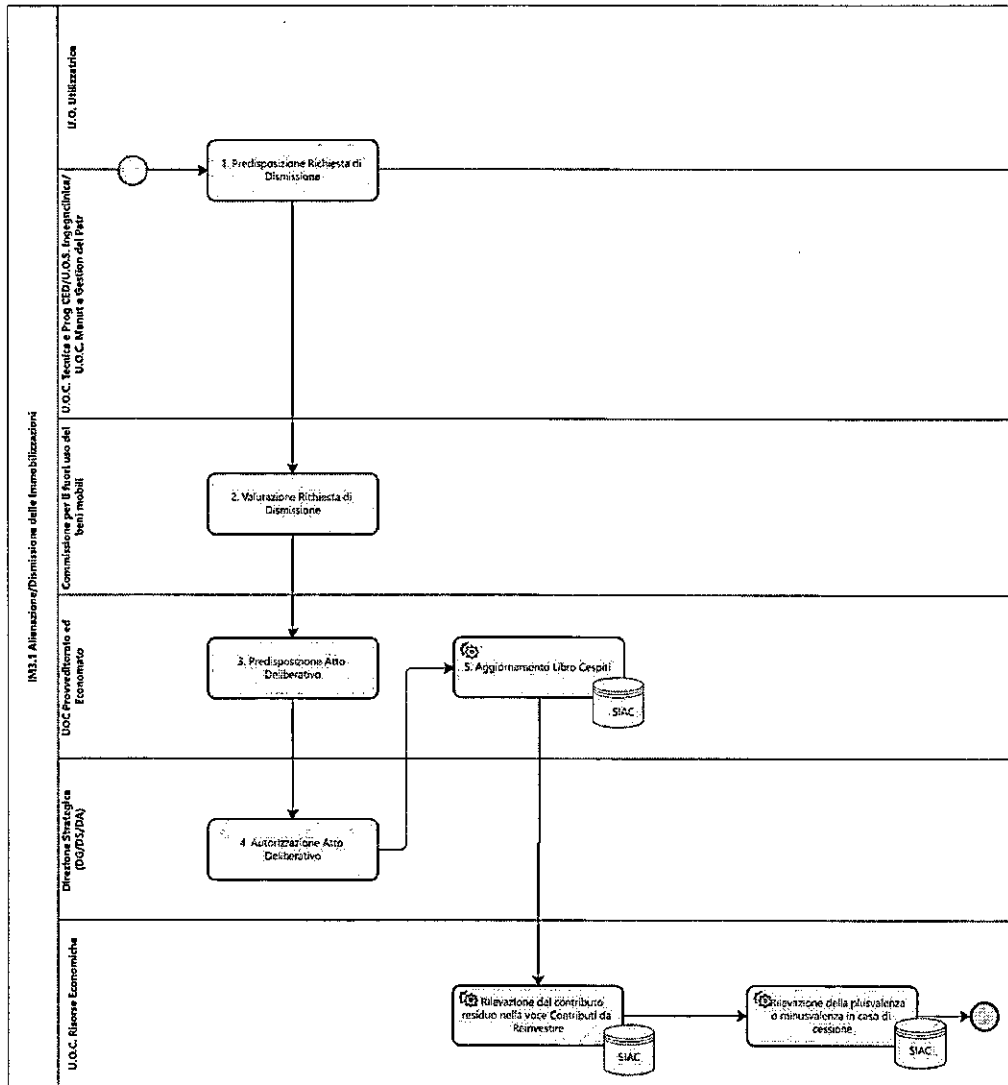 IM3.1 Alienazione/Dismissione delle Immobilizzazioni
U.O. Utilizzatrice
U.O.C. Tecnica e Prog CED/U.O.S. Ingegnclinica/
U.O.C. Manut e Gestion del Patr
1. Predisposizione Richiesta di
Dismissione
Commissione per il fuori uso dei
beni mobili
2. Valutazione Richiesta di
Dismissione
UOC Provveditorato ed
Economato
3. Predisposizione Atto
Deliberativo
5. Aggiornamento Libro Cespiti
SIAC
Direzione Strategica
(DG/DS/DA)
4. Autorizzazione Atto
Deliberativo
U.O.C. Risorse Economiche
Rilevazione del contributo
residuo nella voce Contributi da
Reinvestire
SIAC
Rilevazione della plusvalenza
o minusvalenza in caso di
cessione
SIAC